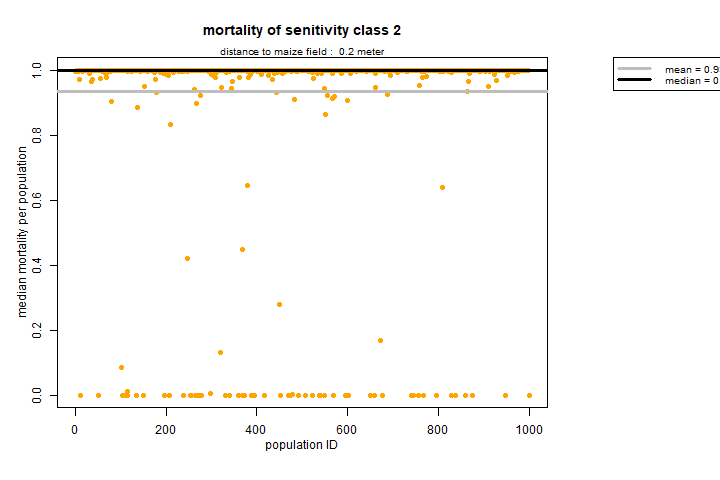 mortality of senitivity class 2
distance to maize field : 0.2 meter
mean = 0.9
median = 0
median mortality per population
1.0
0.8
0.6
0.4
0.2
0.0
0 200 400 600 800 1000
population ID